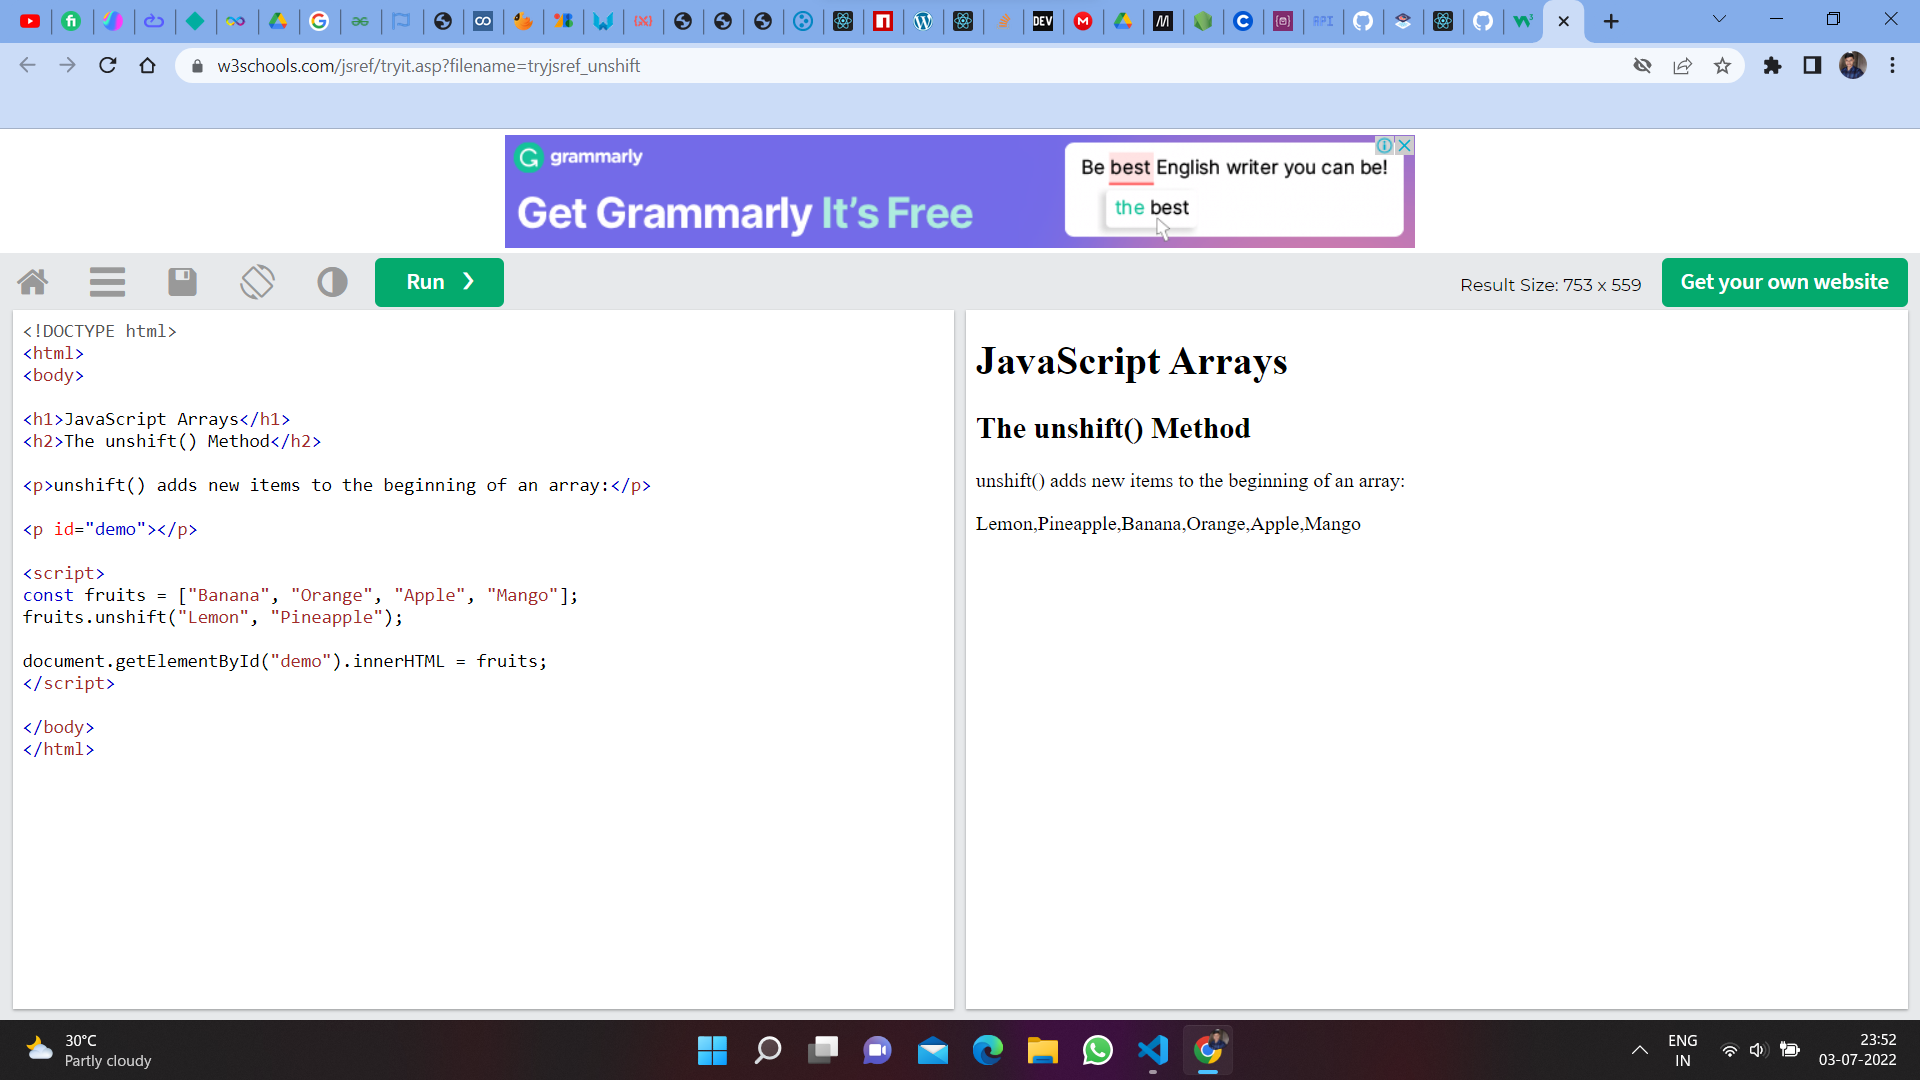 w3schools.com/jsref/tryit.asp?filename=tryjsref_unshift
grammarly
Get Grammarly It's Free
Be best English writer you can be!
the best
Run ❯
Result Size: 753 x 559
Get your own website
<!DOCTYPE html>
<html>
<body>
<h1>JavaScript Arrays</h1>
<h2>The unshift() Method</h2>
<p>unshift() adds new items to the beginning of an array:</p>
<p id="demo"></p>
<script>
const fruits = ["Banana", "Orange", "Apple", "Mango"];
fruits.unshift("Lemon", "Pineapple");
document.getElementById("demo").innerHTML = fruits;
</script>
</body>
</html>
JavaScript Arrays
The unshift() Method
unshift() adds new items to the beginning of an array:
Lemon,Pineapple,Banana,Orange,Apple,Mango
30°C
Partly cloudy
ENG
IN
23:52
03-07-2022